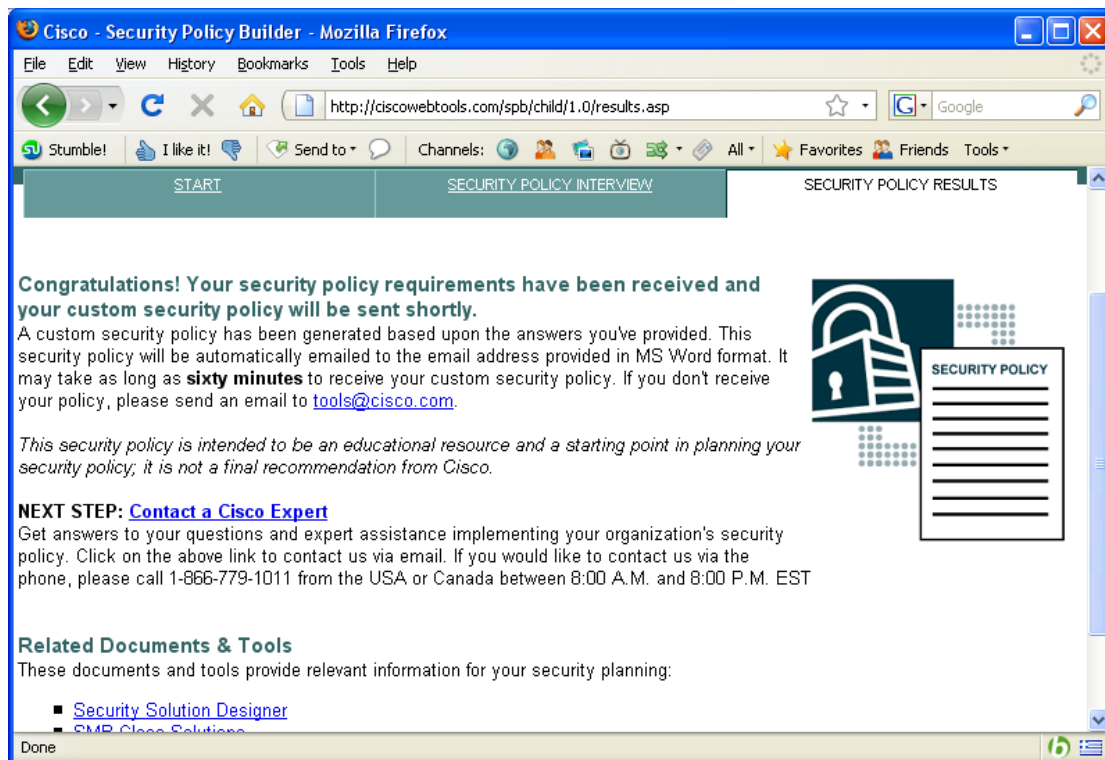 Cisco - Security Policy Builder - Mozilla Firefox
File Edit View History Bookmarks Tools Help
http://ciscowebtools.com/spb/child/1.0/results.asp
G Google
Stumble! I like it! Send to Channels: All Favorites Friends Tools
START SECURITY POLICY INTERVIEW SECURITY POLICY RESULTS
Congratulations! Your security policy requirements have been received and
your custom security policy will be sent shortly.
A custom security policy has been generated based upon the answers you've provided. This
security policy will be automatically emailed to the email address provided in MS Word format. It
may take as long as sixty minutes to receive your custom security policy. If you don't receive
your policy, please send an email to tools@cisco.com.
SECURITY POLICY
This security policy is intended to be an educational resource and a starting point in planning your
security policy; it is not a final recommendation from Cisco.
NEXT STEP: Contact a Cisco Expert
Get answers to your questions and expert assistance implementing your organization's security
policy. Click on the above link to contact us via email. If you would like to contact us via the
phone, please call 1-866-779-1011 from the USA or Canada between 8:00 A.M. and 8:00 P.M. EST
Related Documents & Tools
These documents and tools provide relevant information for your security planning:
Security Solution Designer
Done